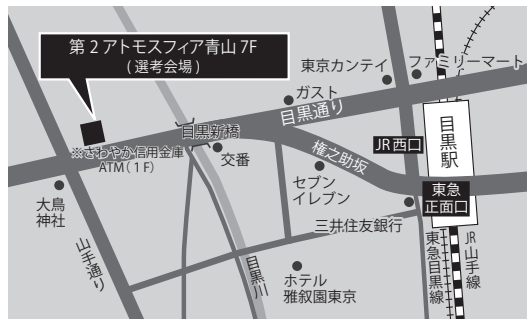 第２アトモスフィア青山 7F
(選考会場)
東京カンテイ
ファミリーマート
ガスト
目黒通り
目黒新橋
※さわやか信用金庫
ATM(１F)
交番
権之助坂
JR西口
目黒駅
大鳥
神社
セブン
イレブン
東急
正面口
三井住友銀行
山手通り
目黒川
ホテル
雅叙園東京
東急目黒線
JR山手線